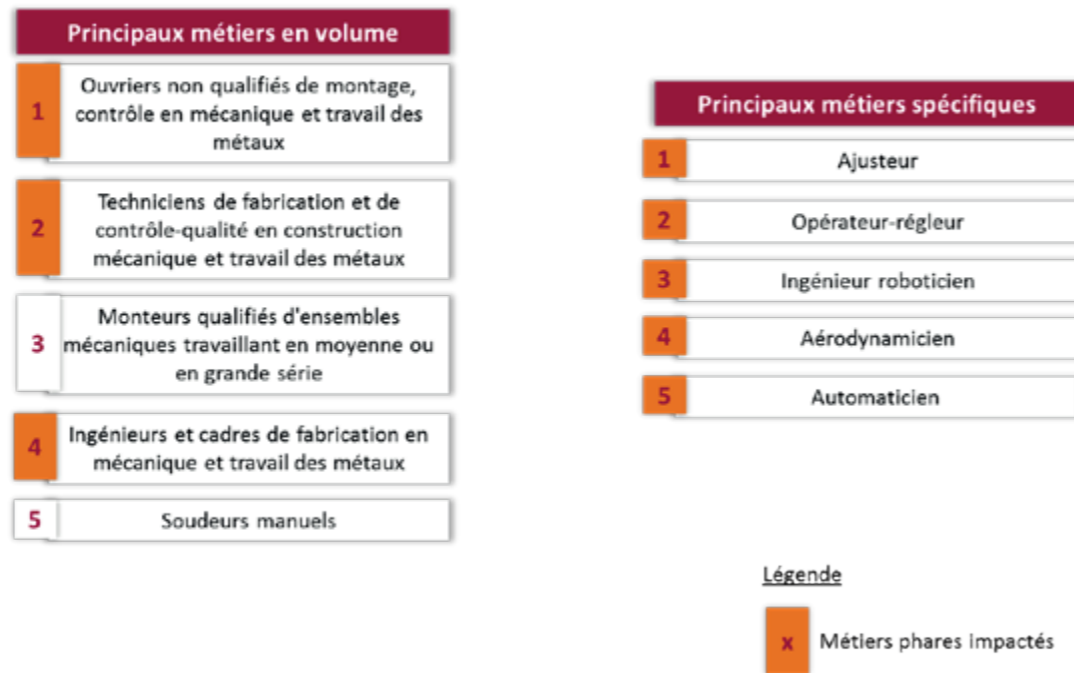 Principaux métiers en volume
1
Ouvriers non qualifiés de montage,
contrôle en mécanique et travail des
métaux
2
Techniciens de fabrication et de
contrôle-qualité en construction
mécanique et travail des métaux
3
Monteurs qualifiés d'ensembles
mécaniques travaillant en moyenne ou
en grande série
4
Ingénieurs et cadres de fabrication en
mécanique et travail des métaux
5
Soudeurs manuels
Principaux métiers spécifiques
1
Ajusteur
2
Opérateur-régleur
3
Ingénieur roboticien
4
Aérodynamicien
5
Automaticien
Légende
x
Métiers phares impactés